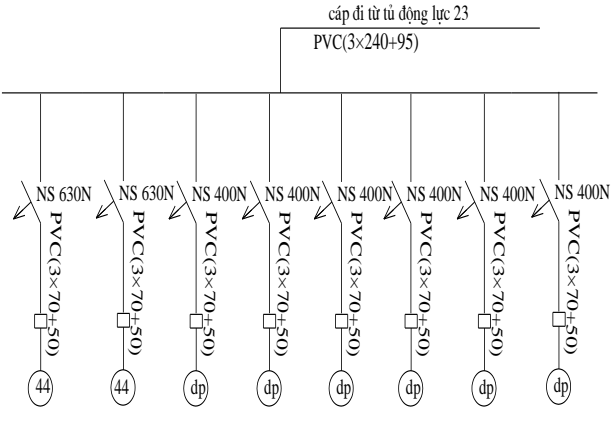 cáp đi từ tủ động lực 23
PVC(3×240+95)
NS 630N NS 630N NS 400N NS 400N NS 400N NS 400N NS 400N NS 400N
PVC(3×70+50) PVC(3×70+50) PVC(3×70+50) PVC(3×70+50) PVC(3×70+50) PVC(3×70+50) PVC(3×70+50) PVC(3×70+50)
44 44 dp dp dp dp dp dp